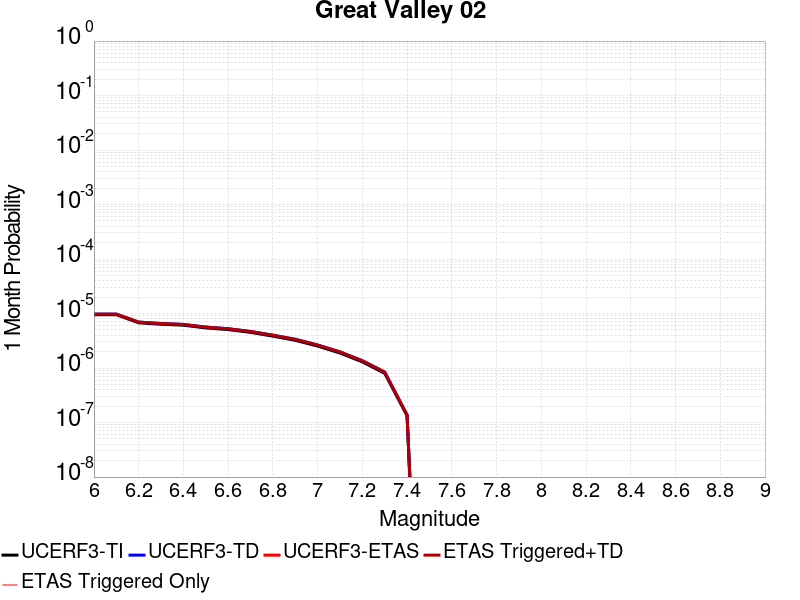 Great Valley 02
1 Month Probability
10^0
10^-1
10^-2
10^-3
10^-4
10^-5
10^-6
10^-7
10^-8
6 6.2 6.4 6.6 6.8 7 7.2 7.4 7.6 7.8 8 8.2 8.4 8.6 8.8 9
Magnitude
UCERF3-TI UCERF3-TD UCERF3-ETAS ETAS Triggered+TD
ETAS Triggered Only